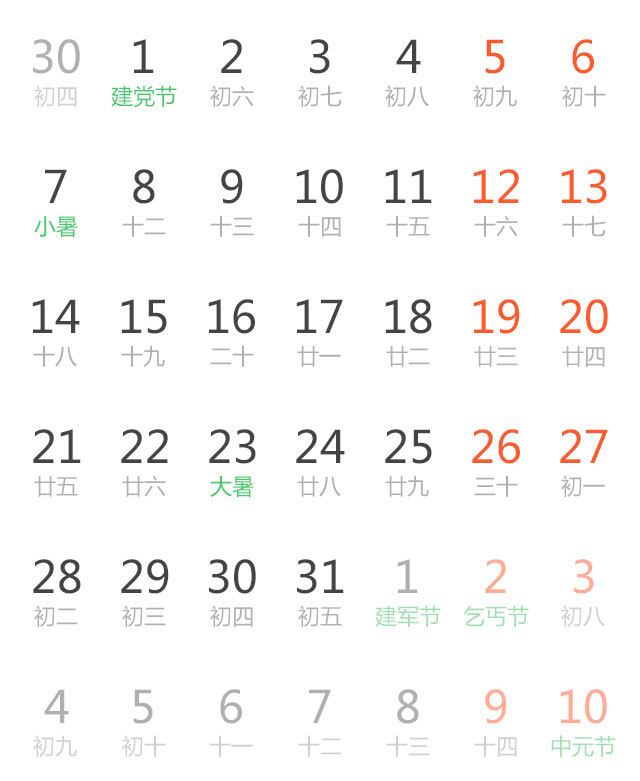 30 1 2 3 4 5 6
初四 建党节 初六 初七 初八 初九 初十
7 8 9 10 11 12 13
小暑 十二 十三 十四 十五 十六 十七
14 15 16 17 18 19 20
十八 十九 二十 廿一 廿二 廿三 廿四
21 22 23 24 25 26 27
廿五 廿六 大暑 廿八 廿九 三十 初一
28 29 30 31 1 2 3
初二 初三 初四 初五 建军节 乞丐节 初八
4 5 6 7 8 9 10
初九 初十 十一 十二 十三 十四 中元节